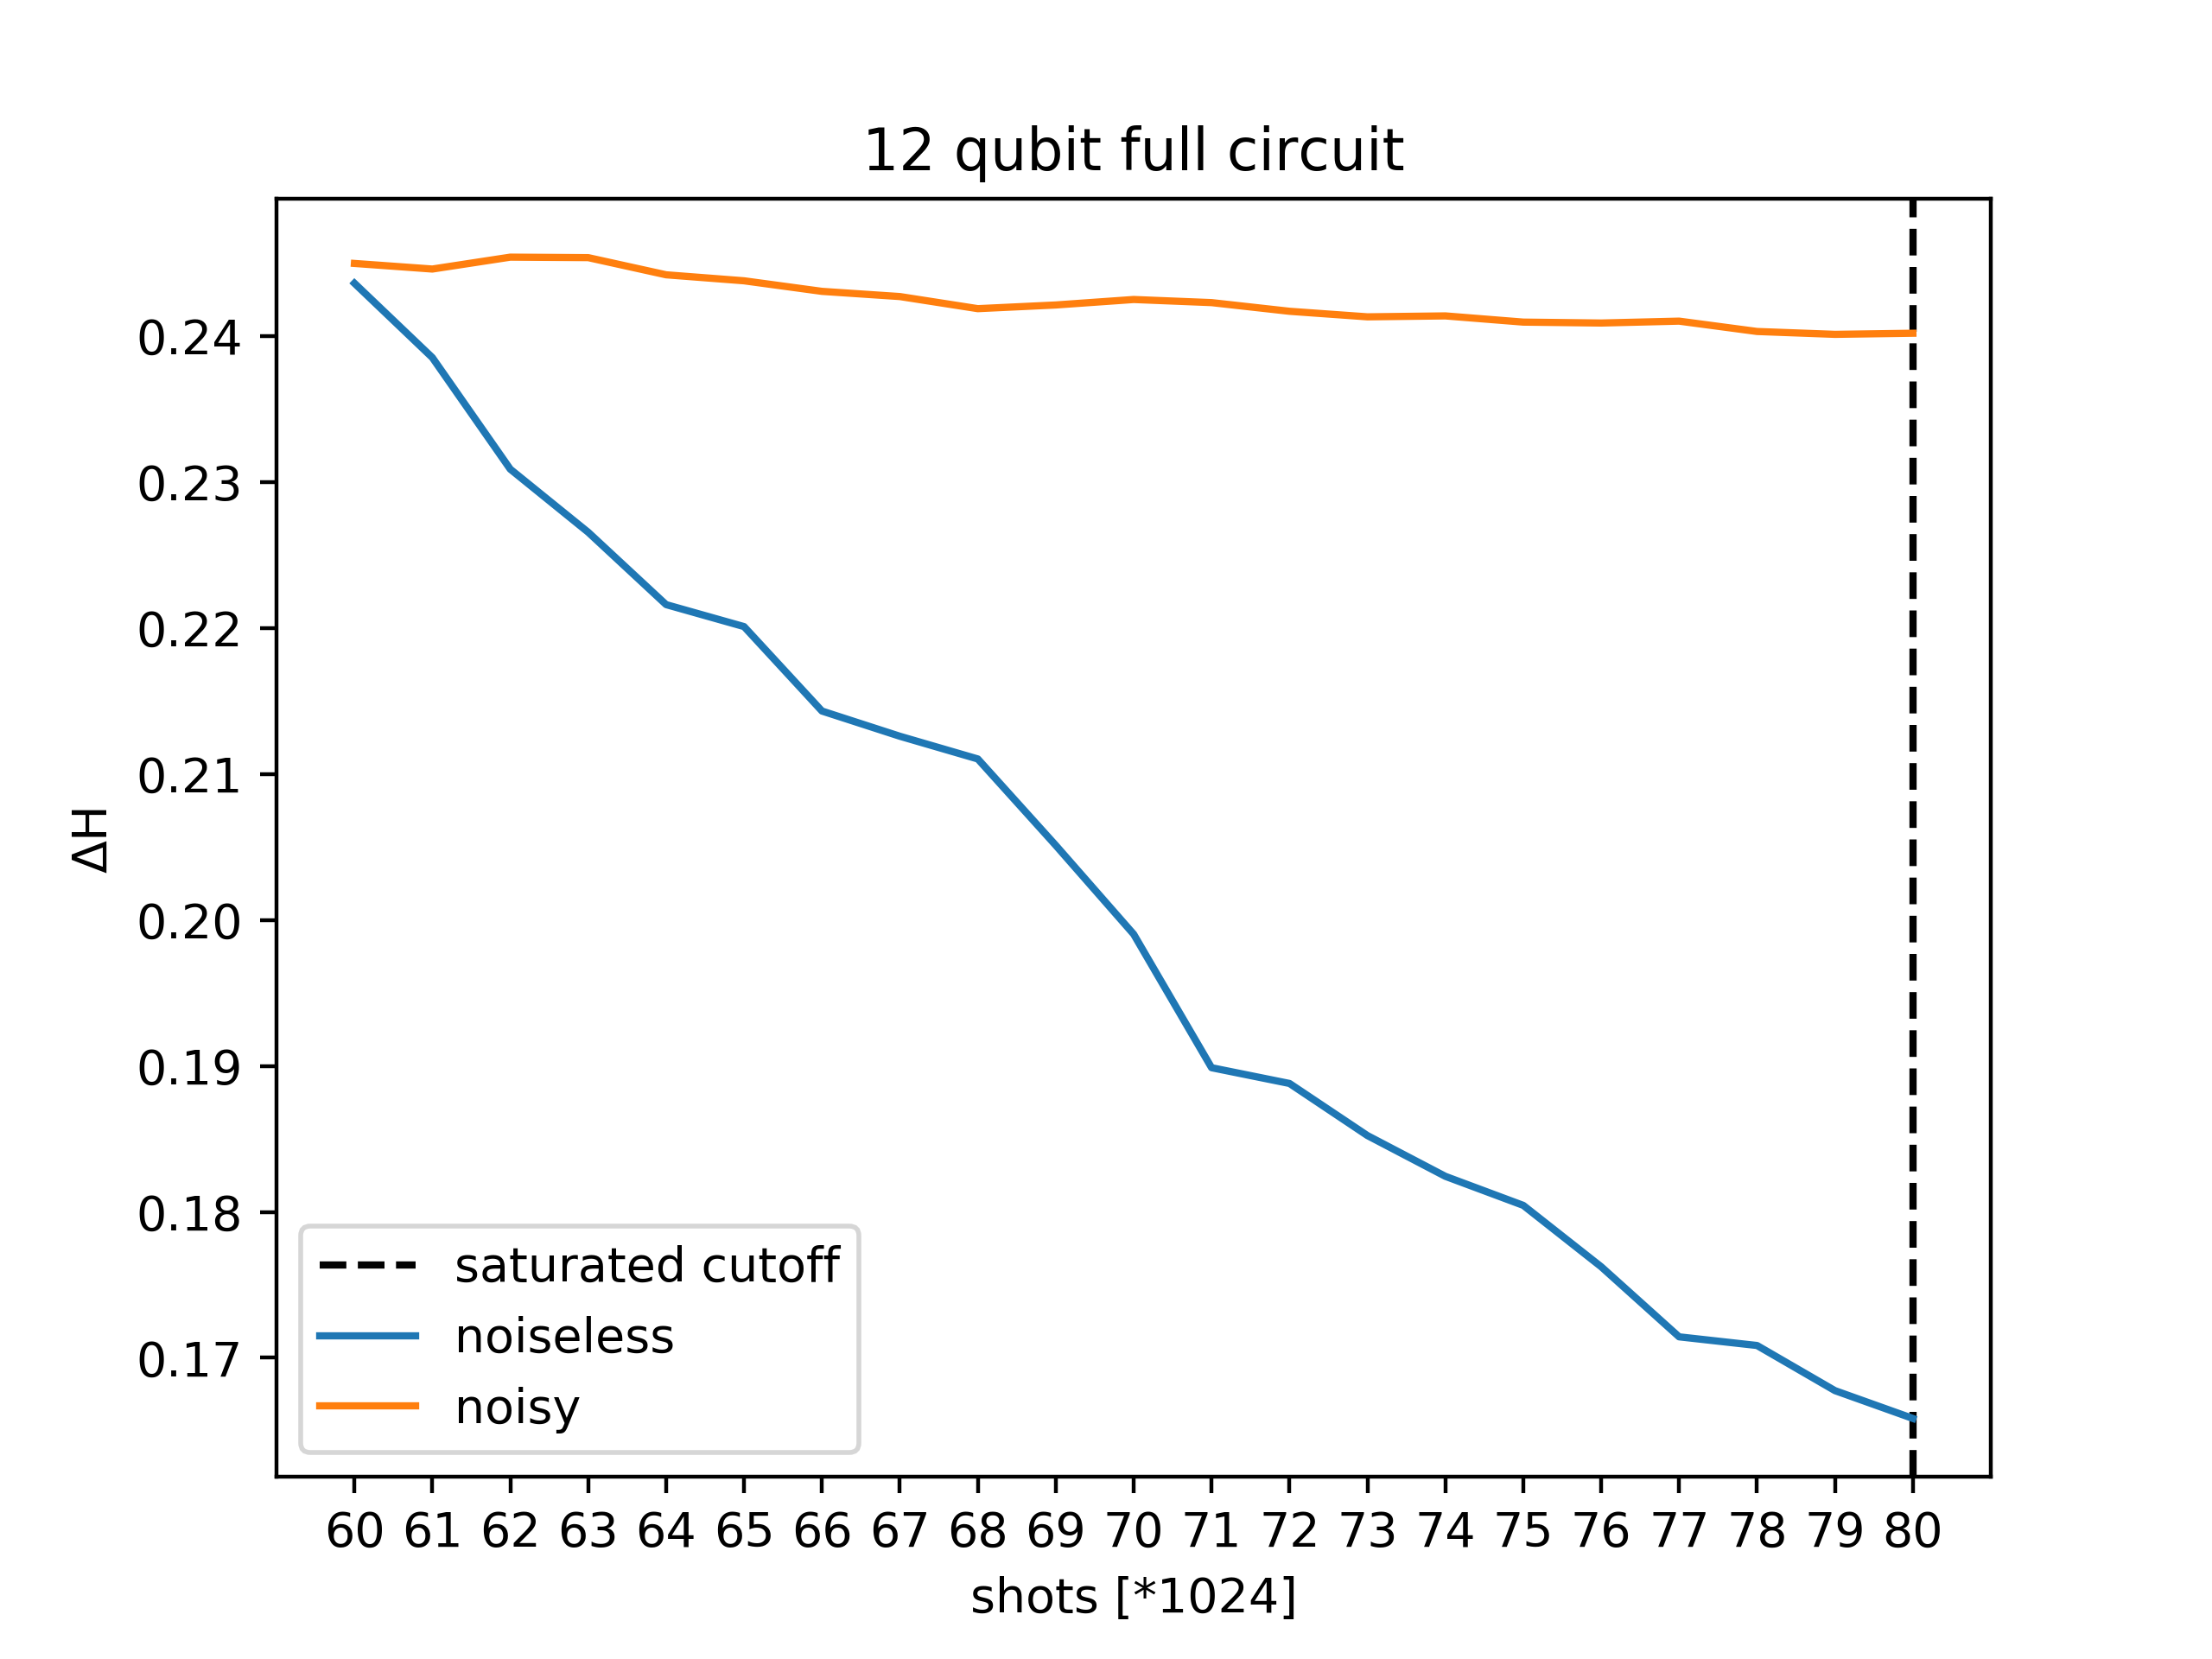 12 qubit full circuit
0.24
0.23
0.22
0.21
0.20
0.19
0.18
0.17
ΔH
saturated cutoff
noiseless
noisy
60 61 62 63 64 65 66 67 68 69 70 71 72 73 74 75 76 77 78 79 80
shots [*1024]